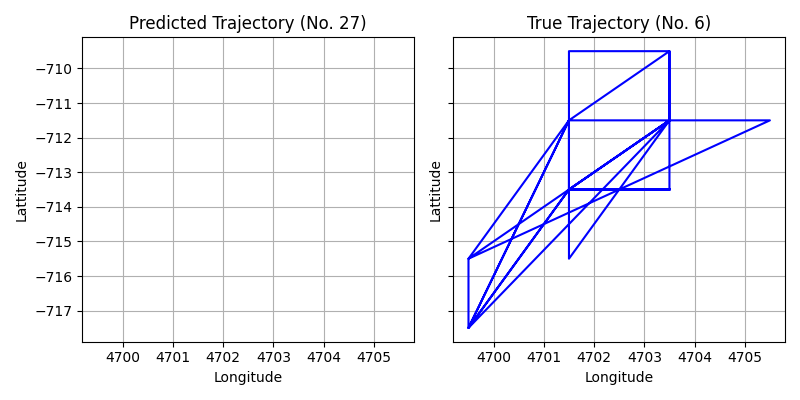 Predicted Trajectory (No. 27)
True Trajectory (No. 6)
−710
−711
−712
−713
−714
−715
−716
−717
Lattitude
Lattitude
4700 4701 4702 4703 4704 4705
4700 4701 4702 4703 4704 4705
Longitude
Longitude